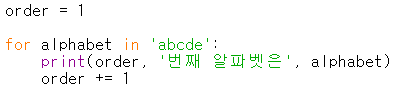 order = 1

for alphabet in 'abcde':
    print(order, '번째 알파벳은', alphabet)
    order += 1